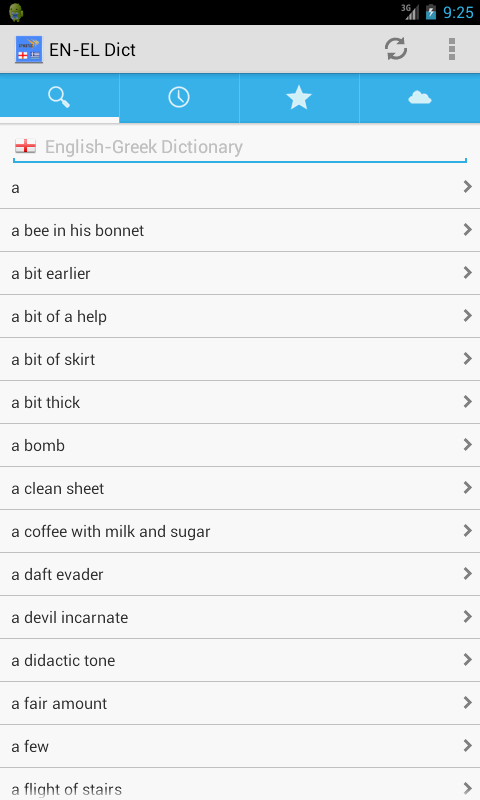 3G
9:25
EN-EL Dict
English-Greek Dictionary
a
a bee in his bonnet
a bit earlier
a bit of a help
a bit of skirt
a bit thick
a bomb
a clean sheet
a coffee with milk and sugar
a daft evader
a devil incarnate
a didactic tone
a fair amount
a few
a flight of stairs